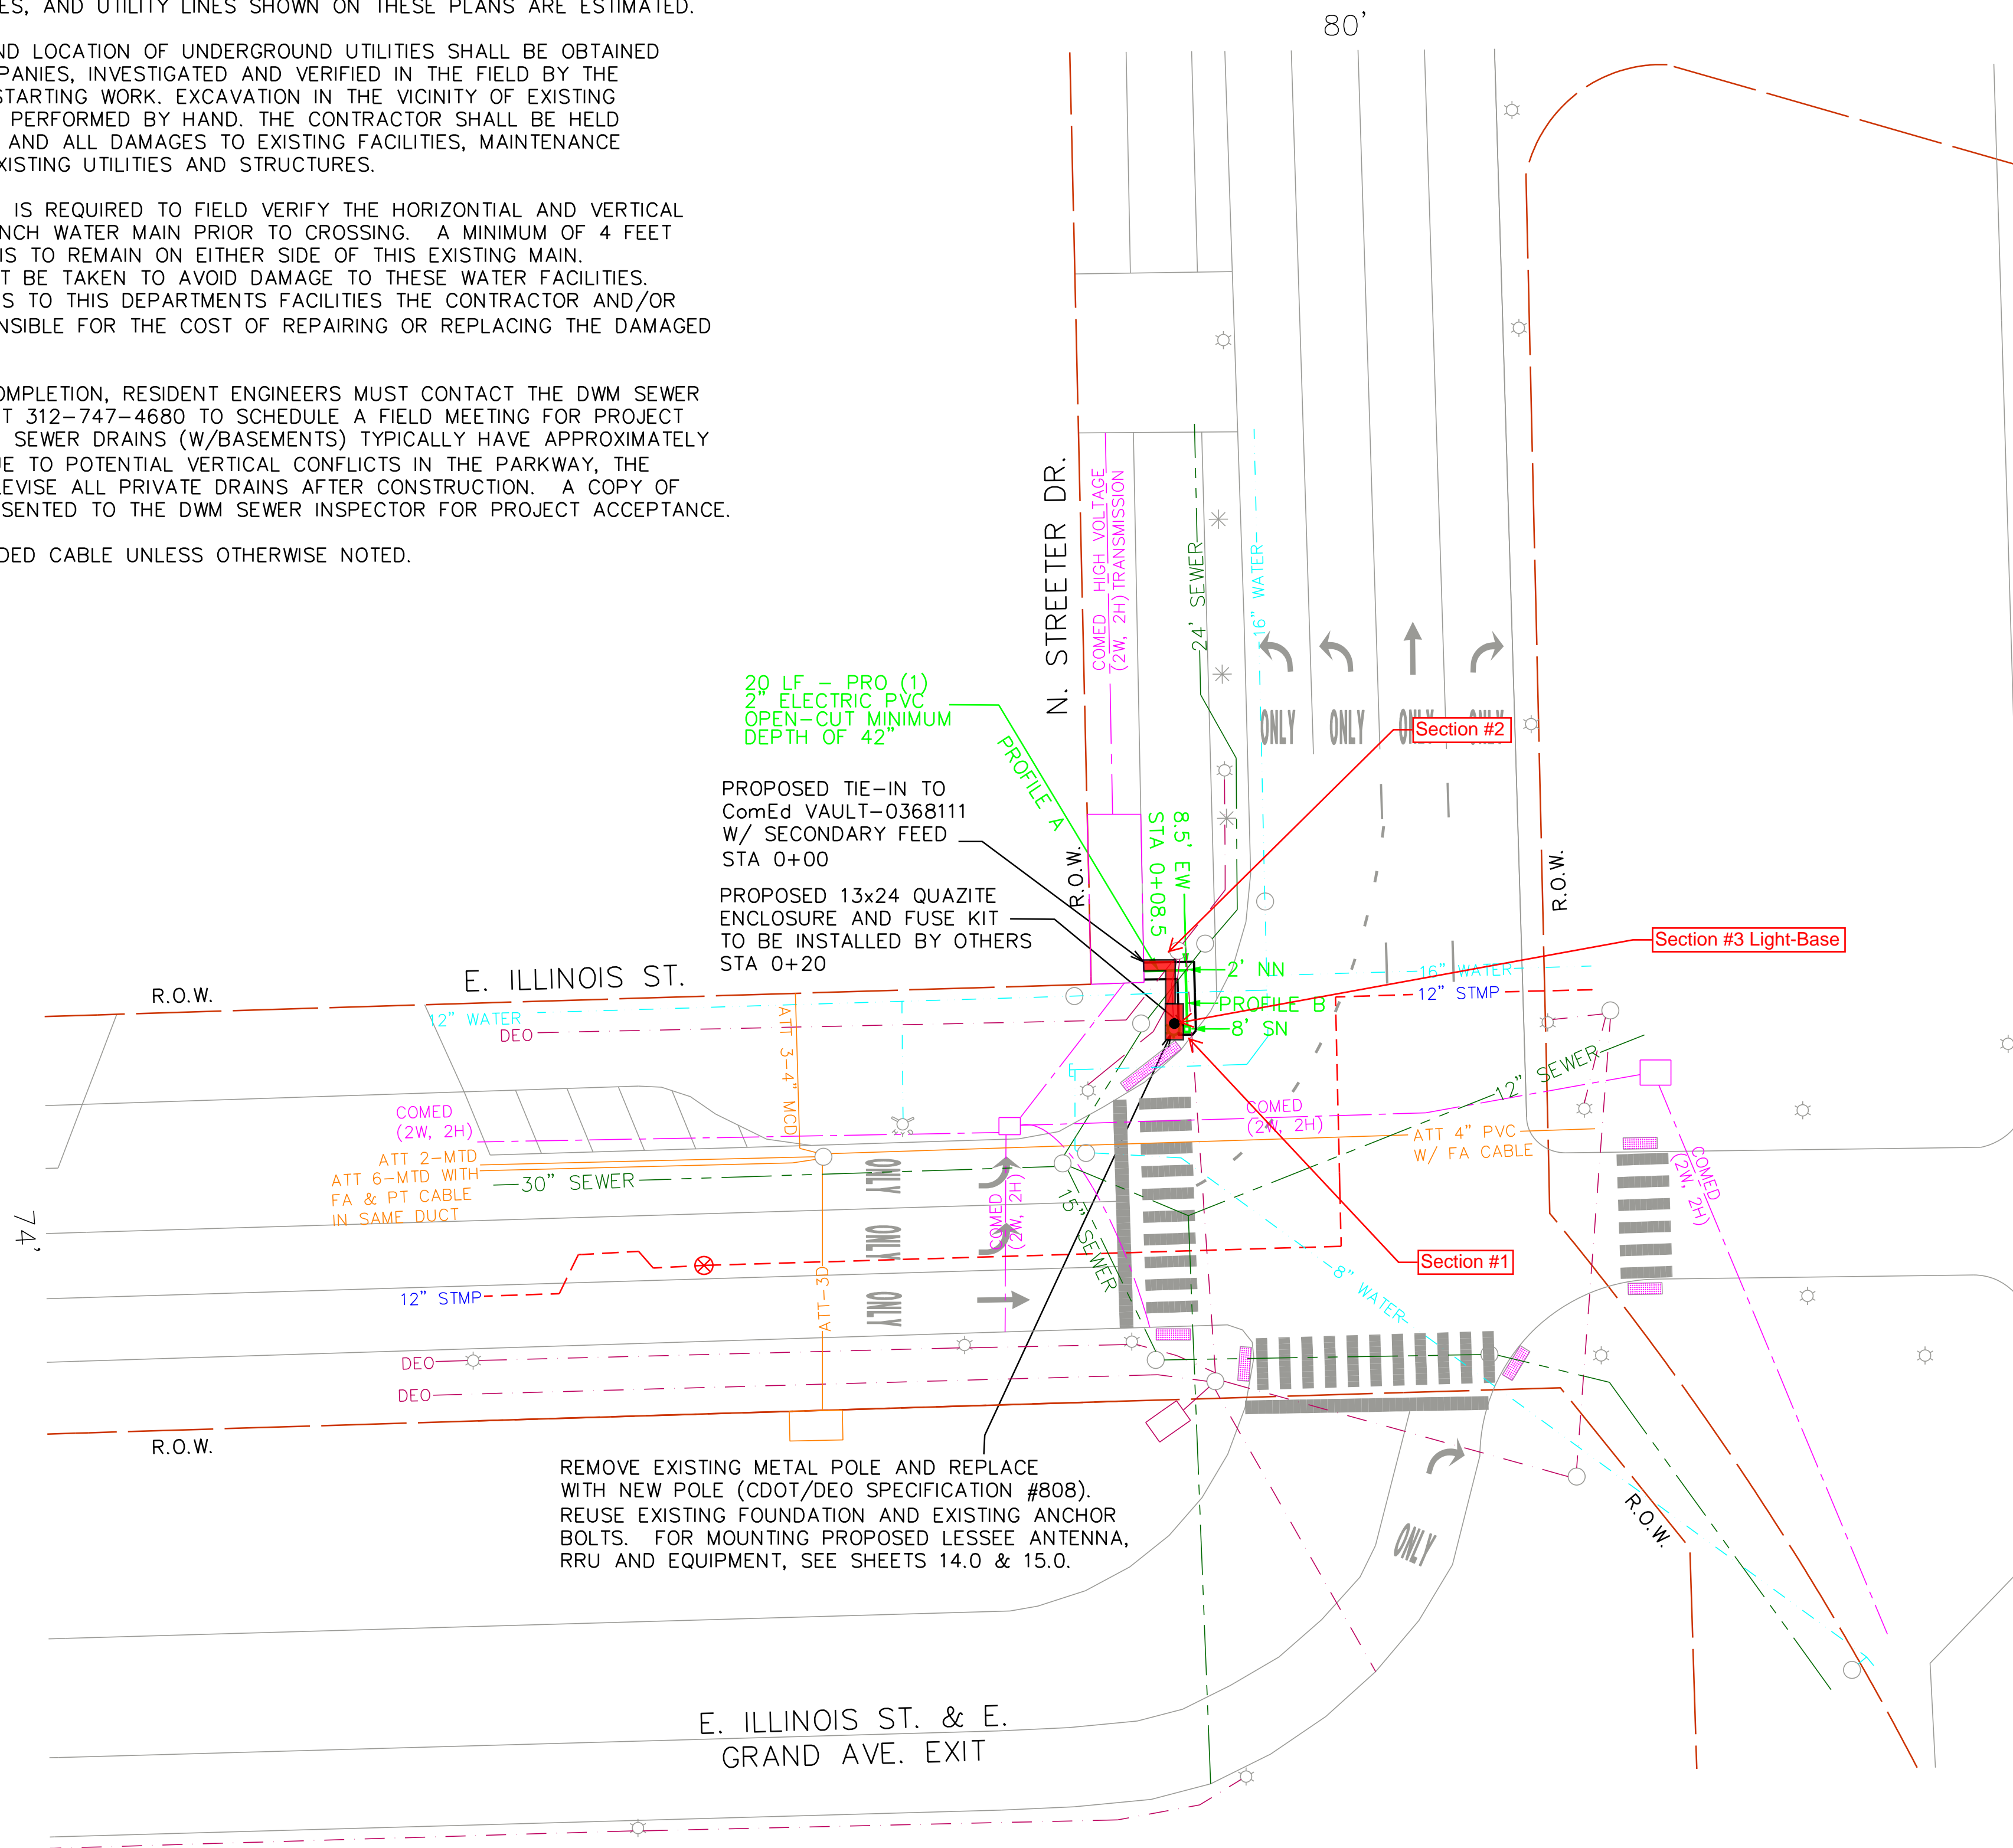 ES, AND UTILITY LINES SHOWN ON THESE PLANS ARE ESTIMATED.
ND LOCATION OF UNDERGROUND UTILITIES SHALL BE OBTAINED
PANIES, INVESTIGATED AND VERIFIED IN THE FIELD BY THE
STARTING WORK. EXCAVATION IN THE VICINITY OF EXISTING
PERFORMED BY HAND. THE CONTRACTOR SHALL BE HELD
AND ALL DAMAGES TO EXISTING FACILITIES, MAINTENANCE
XISTING UTILITIES AND STRUCTURES.
IS REQUIRED TO FIELD VERIFY THE HORIZONTIAL AND VERTICAL
NCH WATER MAIN PRIOR TO CROSSING. A MINIMUM OF 4 FEET
IS TO REMAIN ON EITHER SIDE OF THIS EXISTING MAIN.
T BE TAKEN TO AVOID DAMAGE TO THESE WATER FACILITIES.
S TO THIS DEPARTMENTS FACILITIES THE CONTRACTOR AND/OR
NSIBLE FOR THE COST OF REPAIRING OR REPLACING THE DAMAGED
OMPLETION, RESIDENT ENGINEERS MUST CONTACT THE DWM SEWER
T 312-747-4680 TO SCHEDULE A FIELD MEETING FOR PROJECT
SEWER DRAINS (W/BASEMENTS) TYPICALLY HAVE APPROXIMATELY
UE TO POTENTIAL VERTICAL CONFLICTS IN THE PARKWAY, THE
LEVISE ALL PRIVATE DRAINS AFTER CONSTRUCTION. A COPY OF
SENTED TO THE DWM SEWER INSPECTOR FOR PROJECT ACCEPTANCE.
DED CABLE UNLESS OTHERWISE NOTED.
80'
N. STREETER DR.
COMED HIGH VOLTAGE
(2W, 2H) TRANSMISSION
24' SEWER
16" WATER
ONLY
ONLY
ONLY
ONLY
Section #2
20 LF - PRO (1)
2" ELECTRIC PVC
OPEN-CUT MINIMUM
DEPTH OF 42"
PROFILE A
PROPOSED TIE-IN TO
ComEd VAULT-0368111
W/ SECONDARY FEED
STA 0+00
PROPOSED 13x24 QUAZITE
ENCLOSURE AND FUSE KIT
TO BE INSTALLED BY OTHERS
STA 0+20
R.O.W.
8.5' EW
STA 0+08.5
R.O.W.
Section #3 Light-Base
2' NN
PROFILE B
8' SN
16" WATER
12" STMP
E. ILLINOIS ST.
R.O.W.
12" WATER
DEO
ATT 3-4" MCD
12" SEWER
COMED
(2W, 2H)
COMED
(2W, 2H)
ATT 4" PVC
W/ FA CABLE
COMED
(2W, 2H)
ATT 2-MTD
ATT 6-MTD WITH
FA & PT CABLE
IN SAME DUCT
30" SEWER
ONLY
ONLY
ONLY
COMED
(2W, 2H)
15" SEWER
74'
Section #1
8" WATER
12" STMP
ATT-3D
DEO
DEO
R.O.W.
REMOVE EXISTING METAL POLE AND REPLACE
WITH NEW POLE (CDOT/DEO SPECIFICATION #808).
REUSE EXISTING FOUNDATION AND EXISTING ANCHOR
BOLTS. FOR MOUNTING PROPOSED LESSEE ANTENNA,
RRU AND EQUIPMENT, SEE SHEETS 14.0 & 15.0.
R.O.W.
ONLY
E. ILLINOIS ST. & E.
GRAND AVE. EXIT